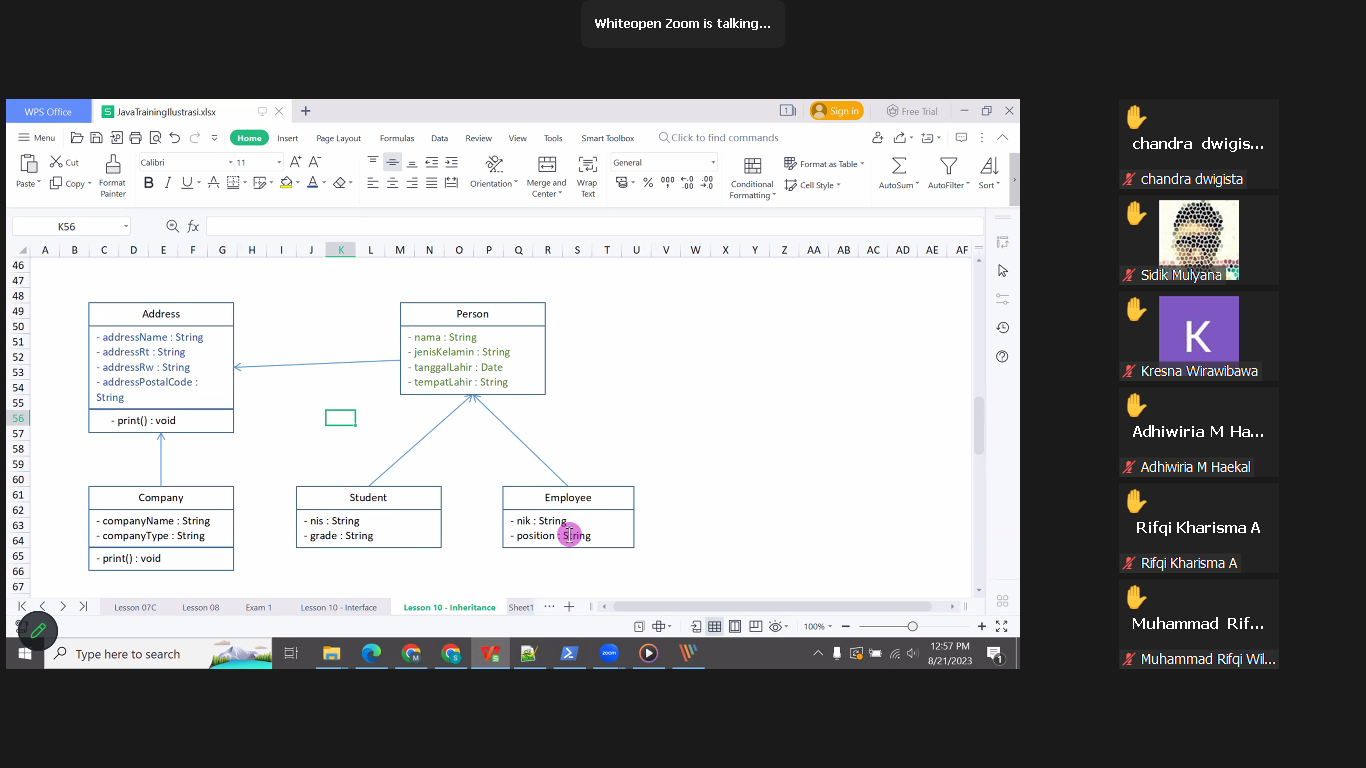 Whiteopen Zoom is talking...
WPS Office
JavaTrainingIlustrasi.xlsx
1
Sign in
Free Trial
Menu
Home
Insert
Page Layout
Formulas
Data
Review
View
Tools
Smart Toolbox
Click to find commands
Paste
Cut
Copy
Format
Painter
Calibri
11
B I U A
Orientation
Merge and
Center
Wrap
Text
General
Conditional
Formatting
Format as Table
Cell Style
AutoSum
AutoFilter
Sort
K56
fx
A B C D E F G H I J K L M N O P Q R S T U V W X Y Z AA AB AC AD AE AF
46
47
48
49
50
51
52
53
54
55
56
57
58
59
60
61
62
63
64
65
66
67
Address
- addressName : String
- addressRt : String
- addressRw : String
- addressPostalCode :
String
- print() : void
Person
- nama : String
- jenisKelamin : String
- tanggalLahir : Date
- tempatLahir : String
Company
- companyName : String
- companyType : String
- print() : void
Student
- nis : String
- grade : String
Employee
- nik : String
- position : String
Lesson 07C
Lesson 08
Exam 1
Lesson 10 - Interface
Lesson 10 - Inheritance
Sheet1
100%
Type here to search
zoom
12:57 PM
8/21/2023
1
chandra dwigis...
chandra dwigista
Sidik Mulyana
K
Kresna Wirawibawa
Adhiwiria M Ha...
Adhiwiria M Haekal
Rifqi Kharisma A
Rifqi Kharisma A
Muhammad Rif...
Muhammad Rifqi Wil...